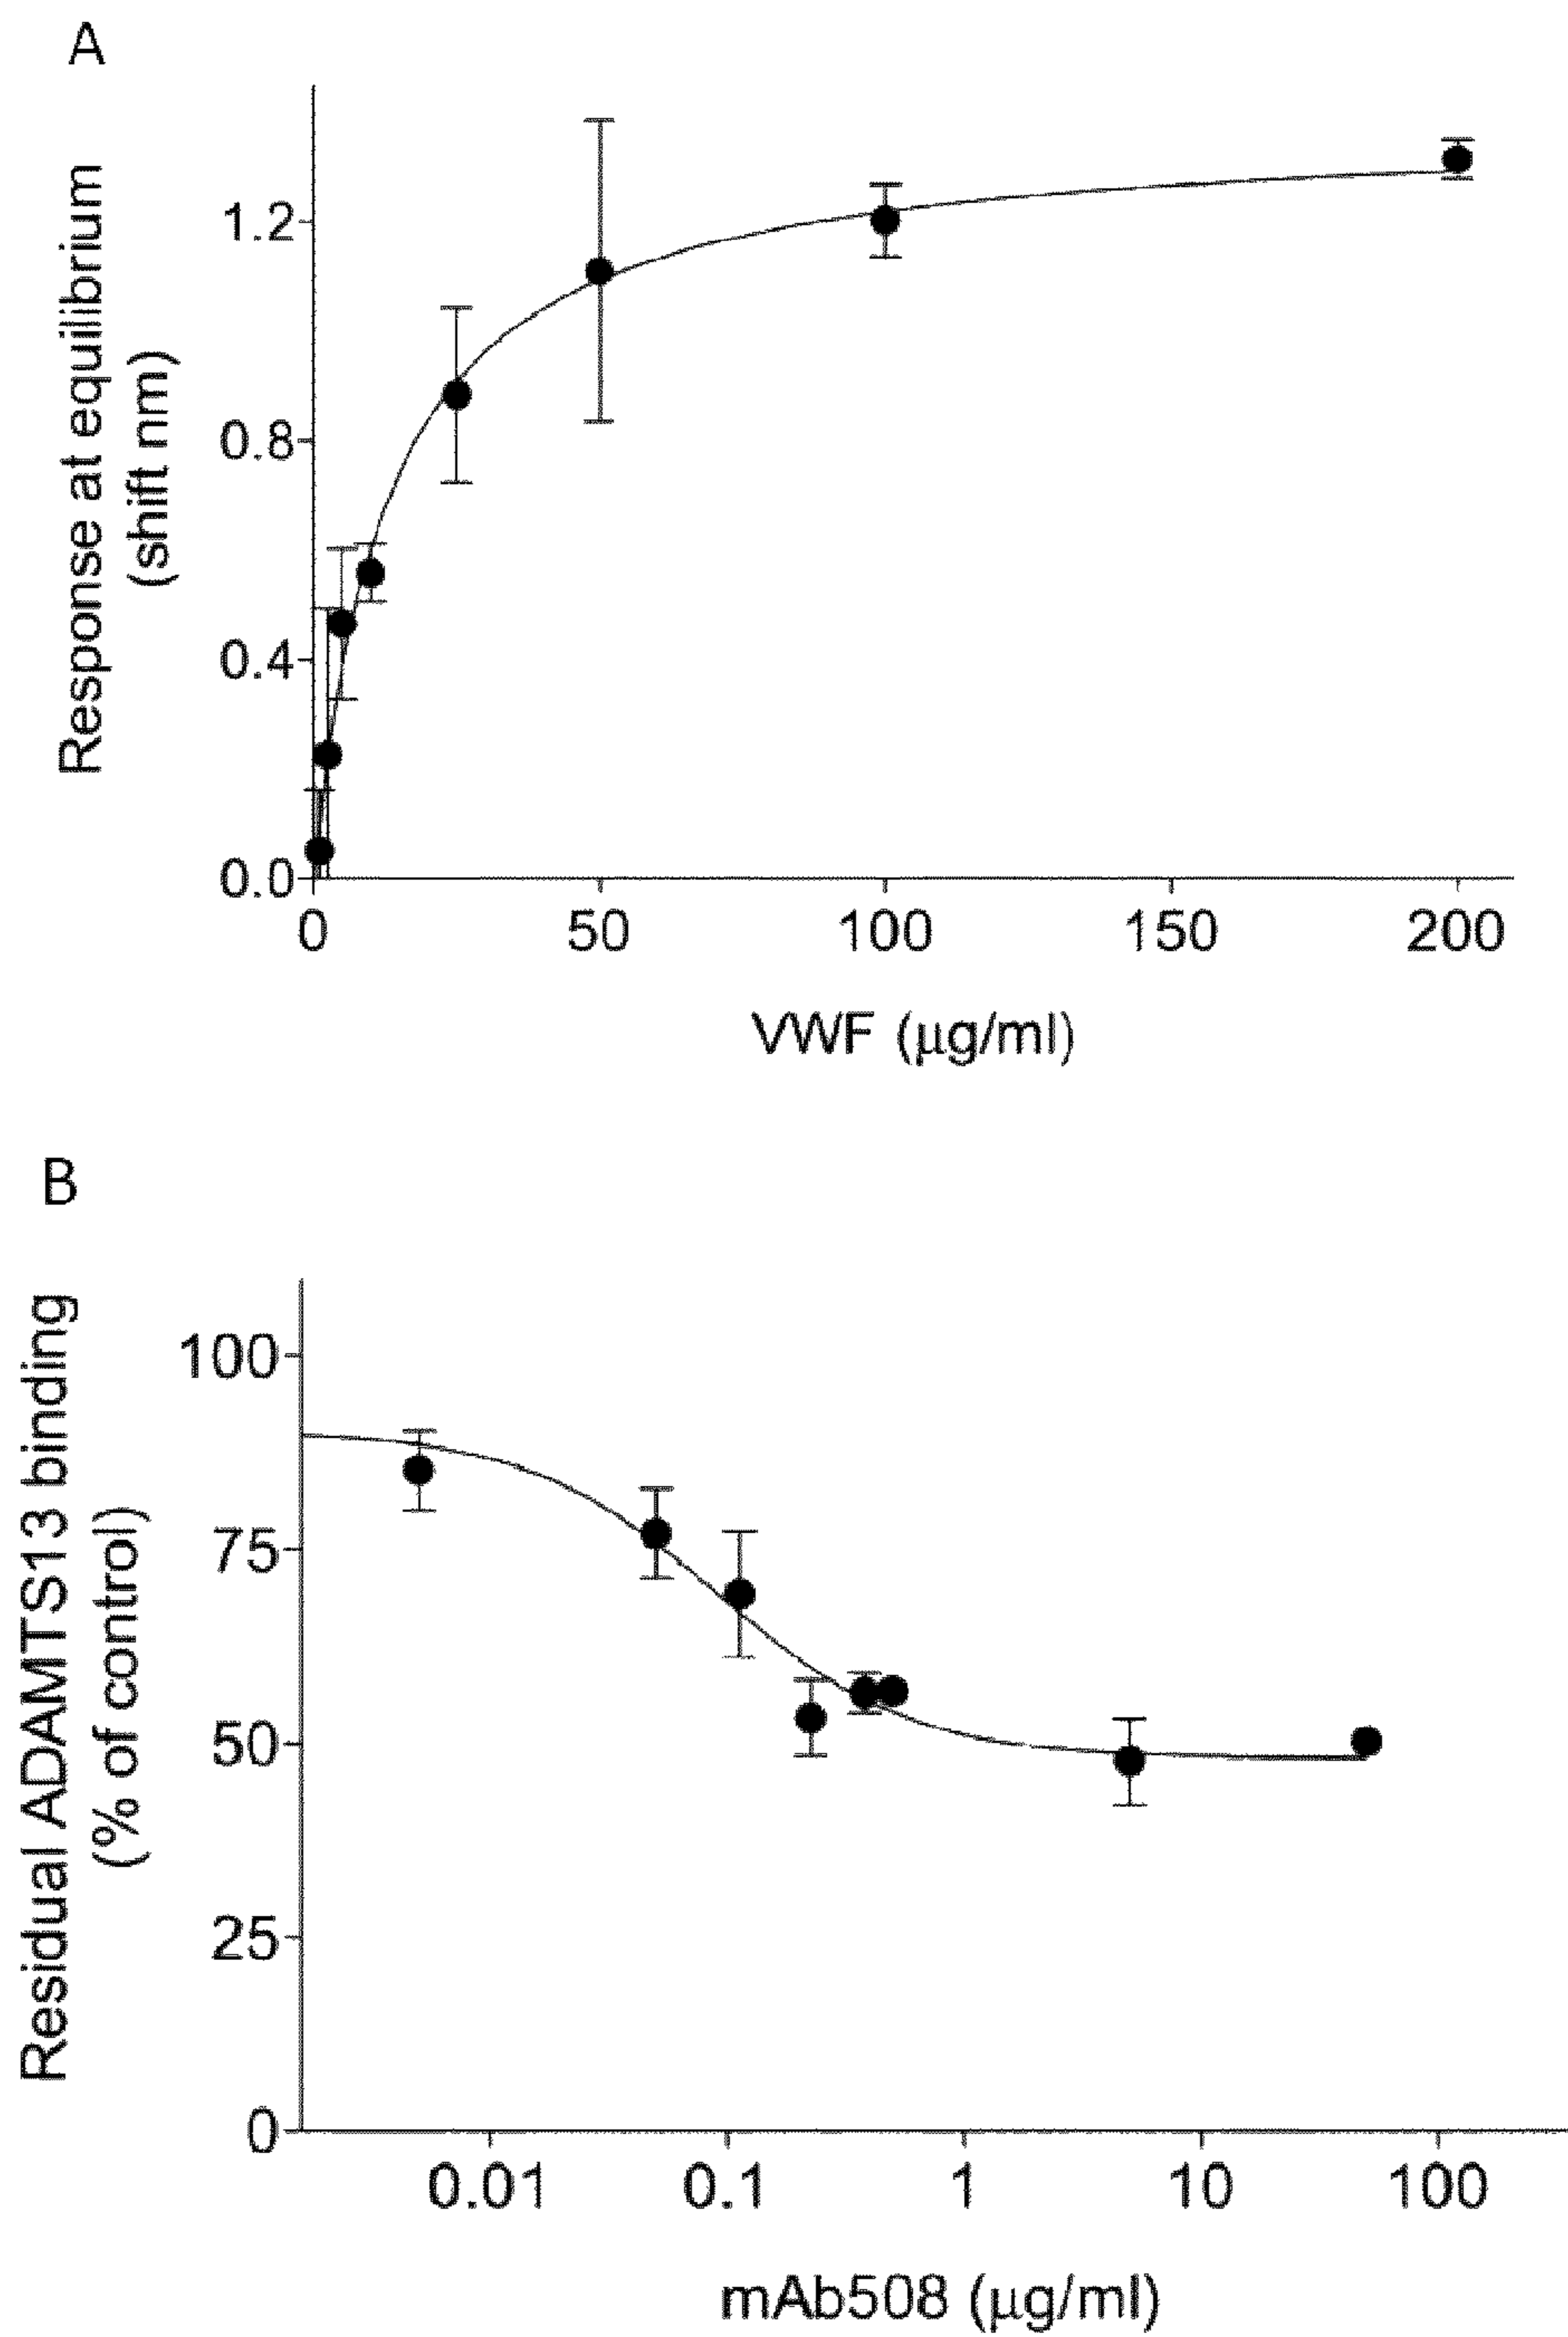 A
Response at equilibrium
(shift nm)
1.2
0.8
0.4
0.0
0 50 100 150 200
VWF (μg/ml)
B
Residual ADAMTS13 binding
(% of control)
100
75
50
25
0
0.01 0.1 1 10 100
mAb508 (μg/ml)